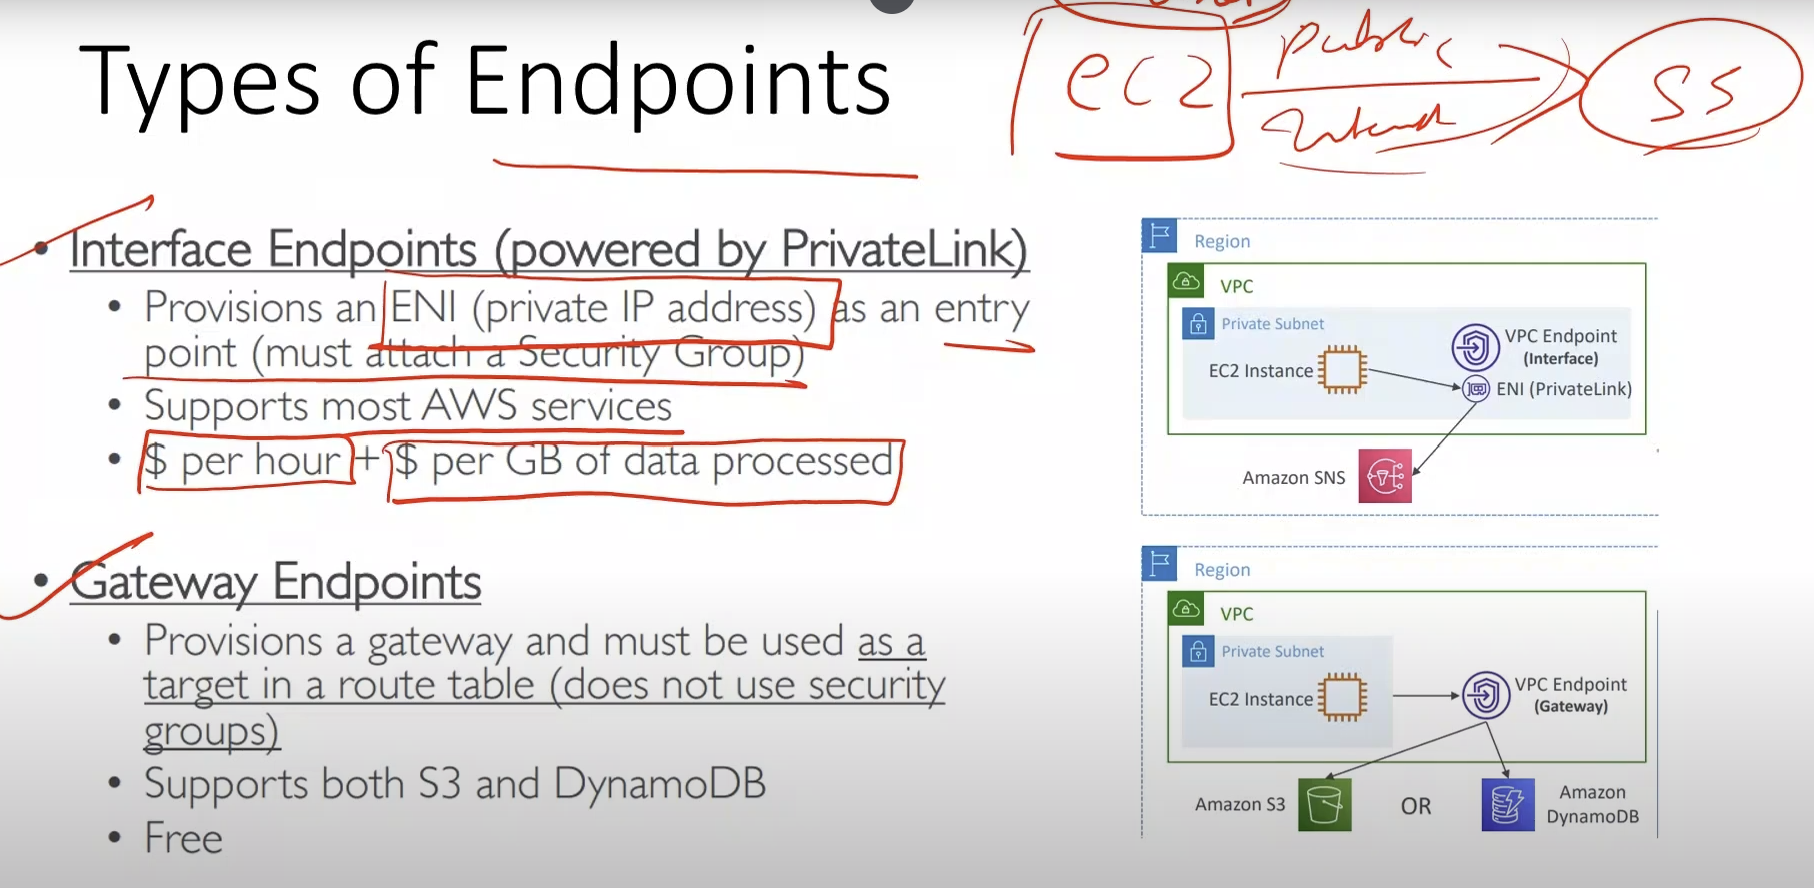 Types of Endpoints
EC2
Public
• Interface Endpoints (powered by PrivateLink)
• Provisions an ENI (private IP address) as an entry
point (must attach a Security Group)
• Supports most AWS services
• $ per hour + $ per GB of data processed
• Gateway Endpoints
• Provisions a gateway and must be used as a
target in a route table (does not use security
groups)
• Supports both S3 and DynamoDB
• Free
Region
VPC
Private Subnet
EC2 Instance
VPC Endpoint
(Interface)
ENI (PrivateLink)
Amazon SNS
Region
VPC
Private Subnet
EC2 Instance
VPC Endpoint
(Gateway)
Amazon S3
OR
Amazon
DynamoDB